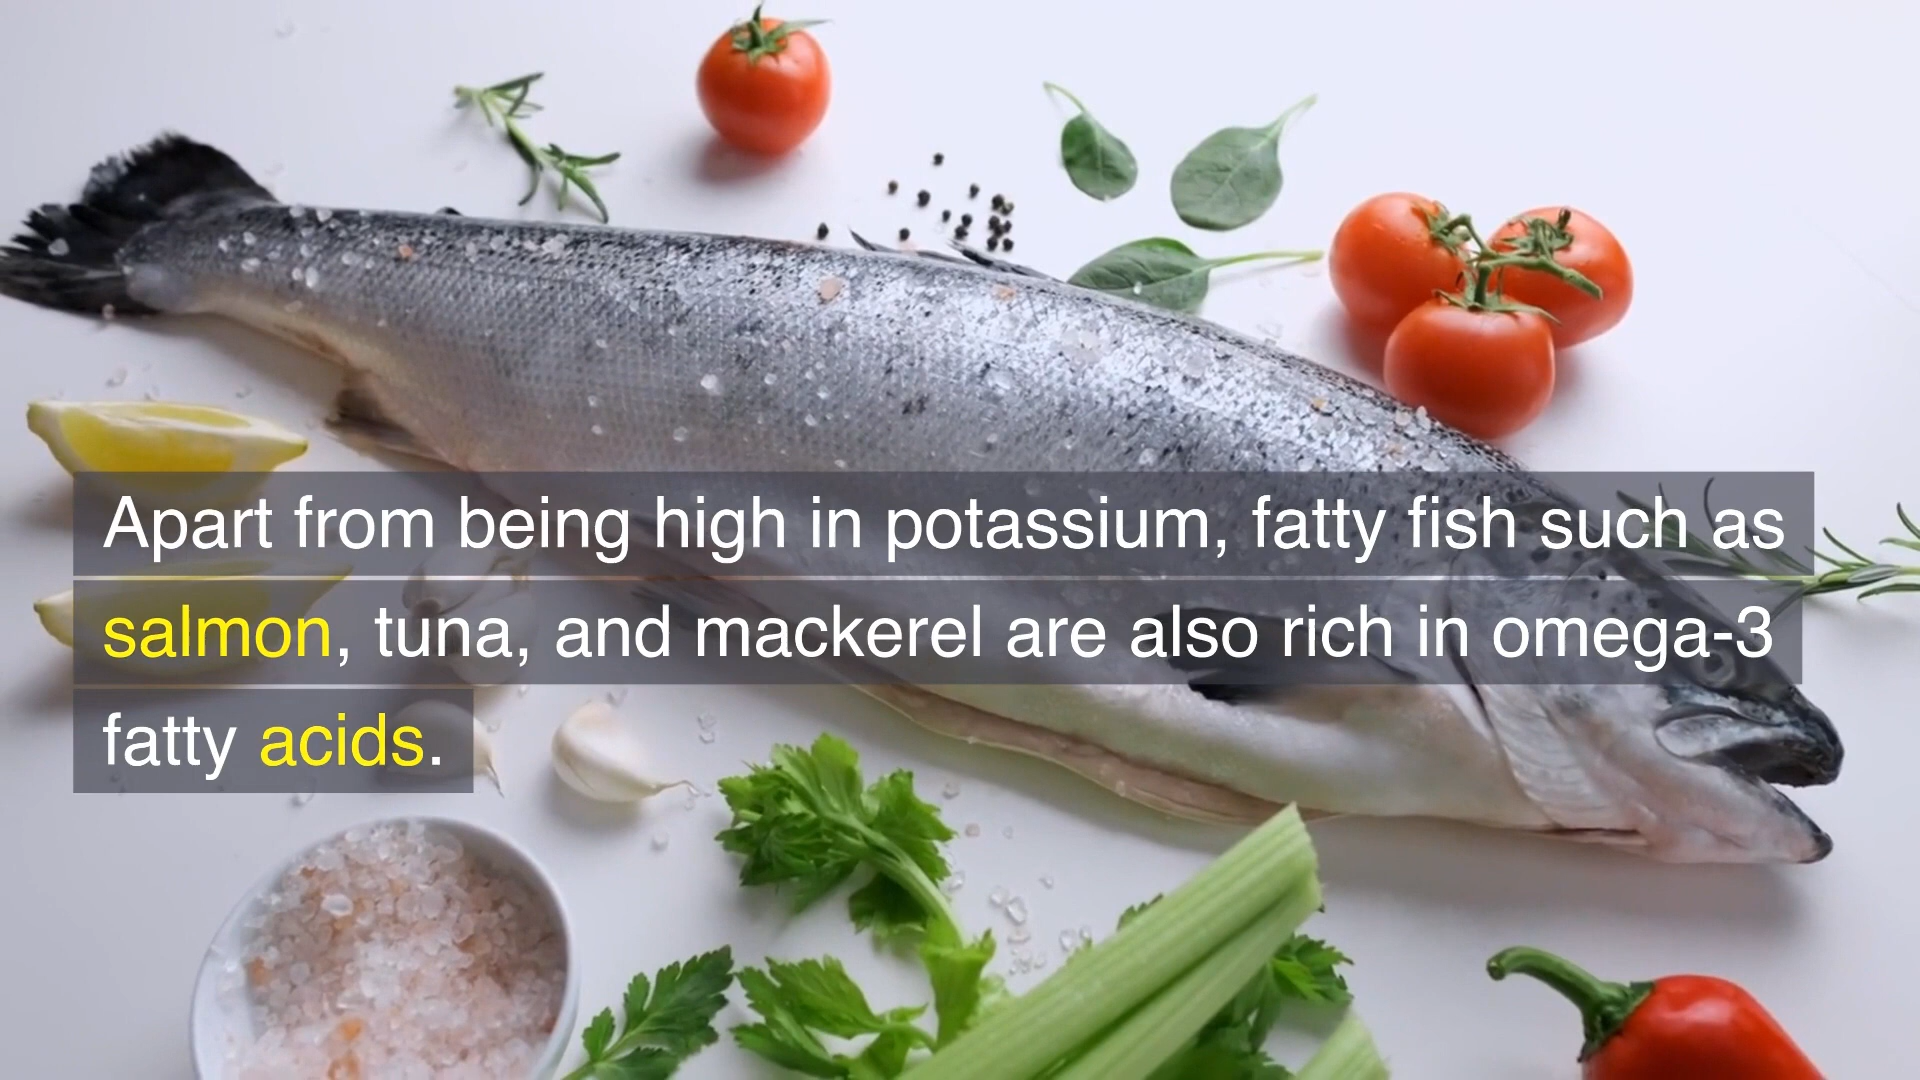 Apart from being high in potassium, fatty fish such as
salmon, tuna, and mackerel are also rich in omega-3
fatty acids.